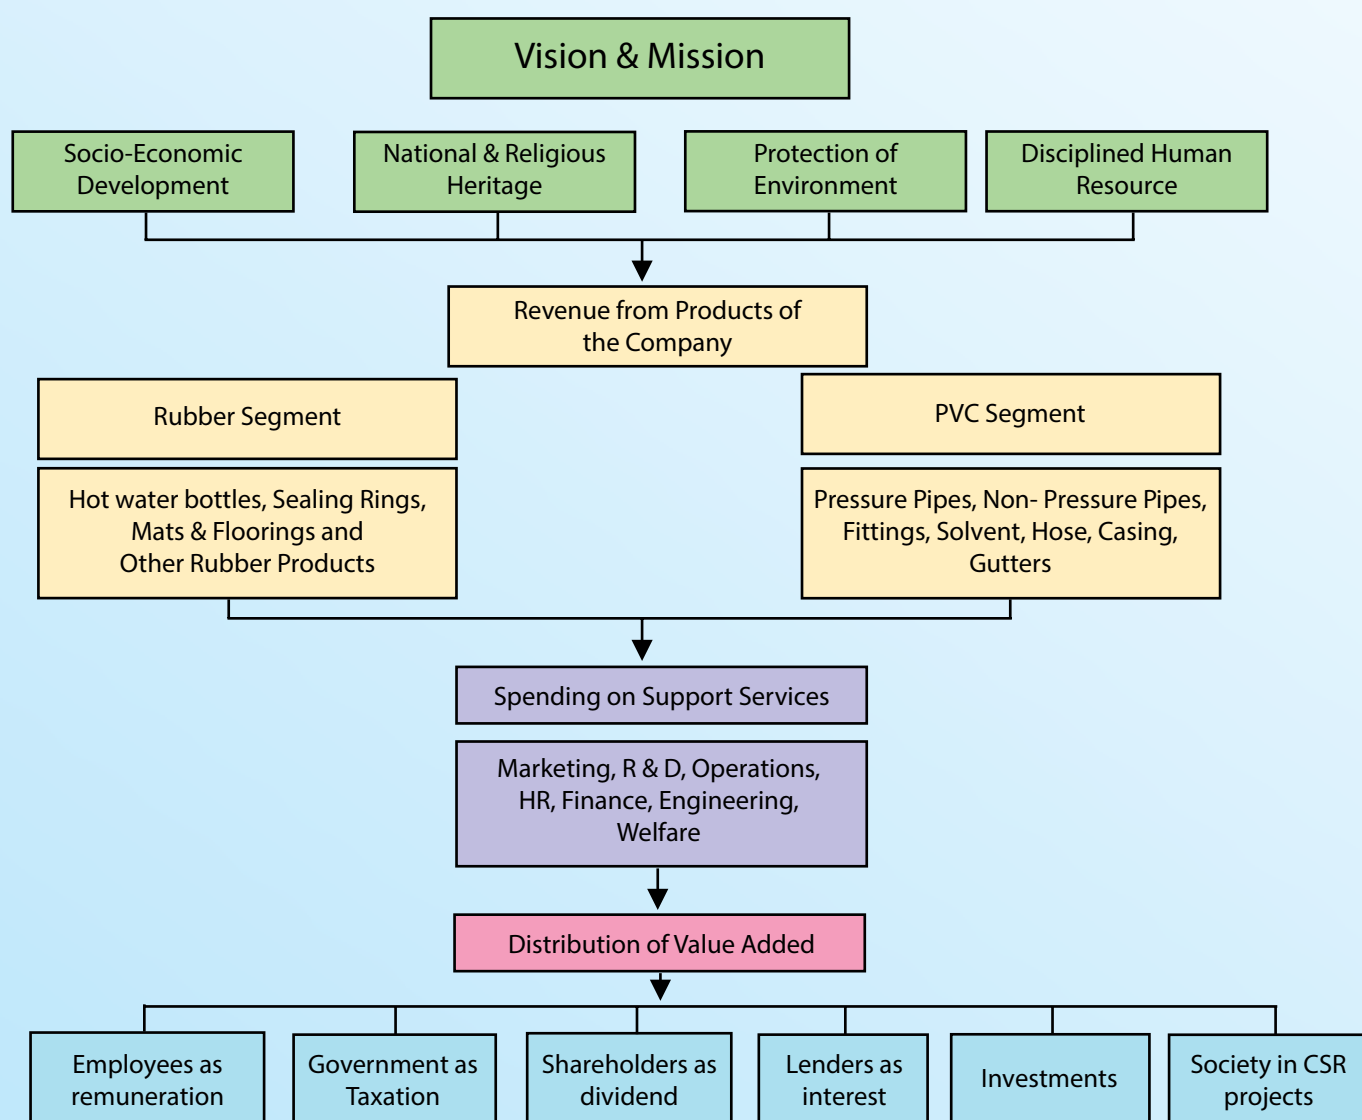 Vision & Mission
Socio-Economic
Development
National & Religious
Heritage
Protection of
Environment
Disciplined Human
Resource
Revenue from Products of
the Company
Rubber Segment
PVC Segment
Hot water bottles, Sealing Rings,
Mats & Floorings and
Other Rubber Products
Pressure Pipes, Non- Pressure Pipes,
Fittings, Solvent, Hose, Casing,
Gutters
Spending on Support Services
Marketing, R & D, Operations,
HR, Finance, Engineering,
Welfare
Distribution of Value Added
Employees as
remuneration
Government as
Taxation
Shareholders as
dividend
Lenders as
interest
Investments
Society in CSR
projects